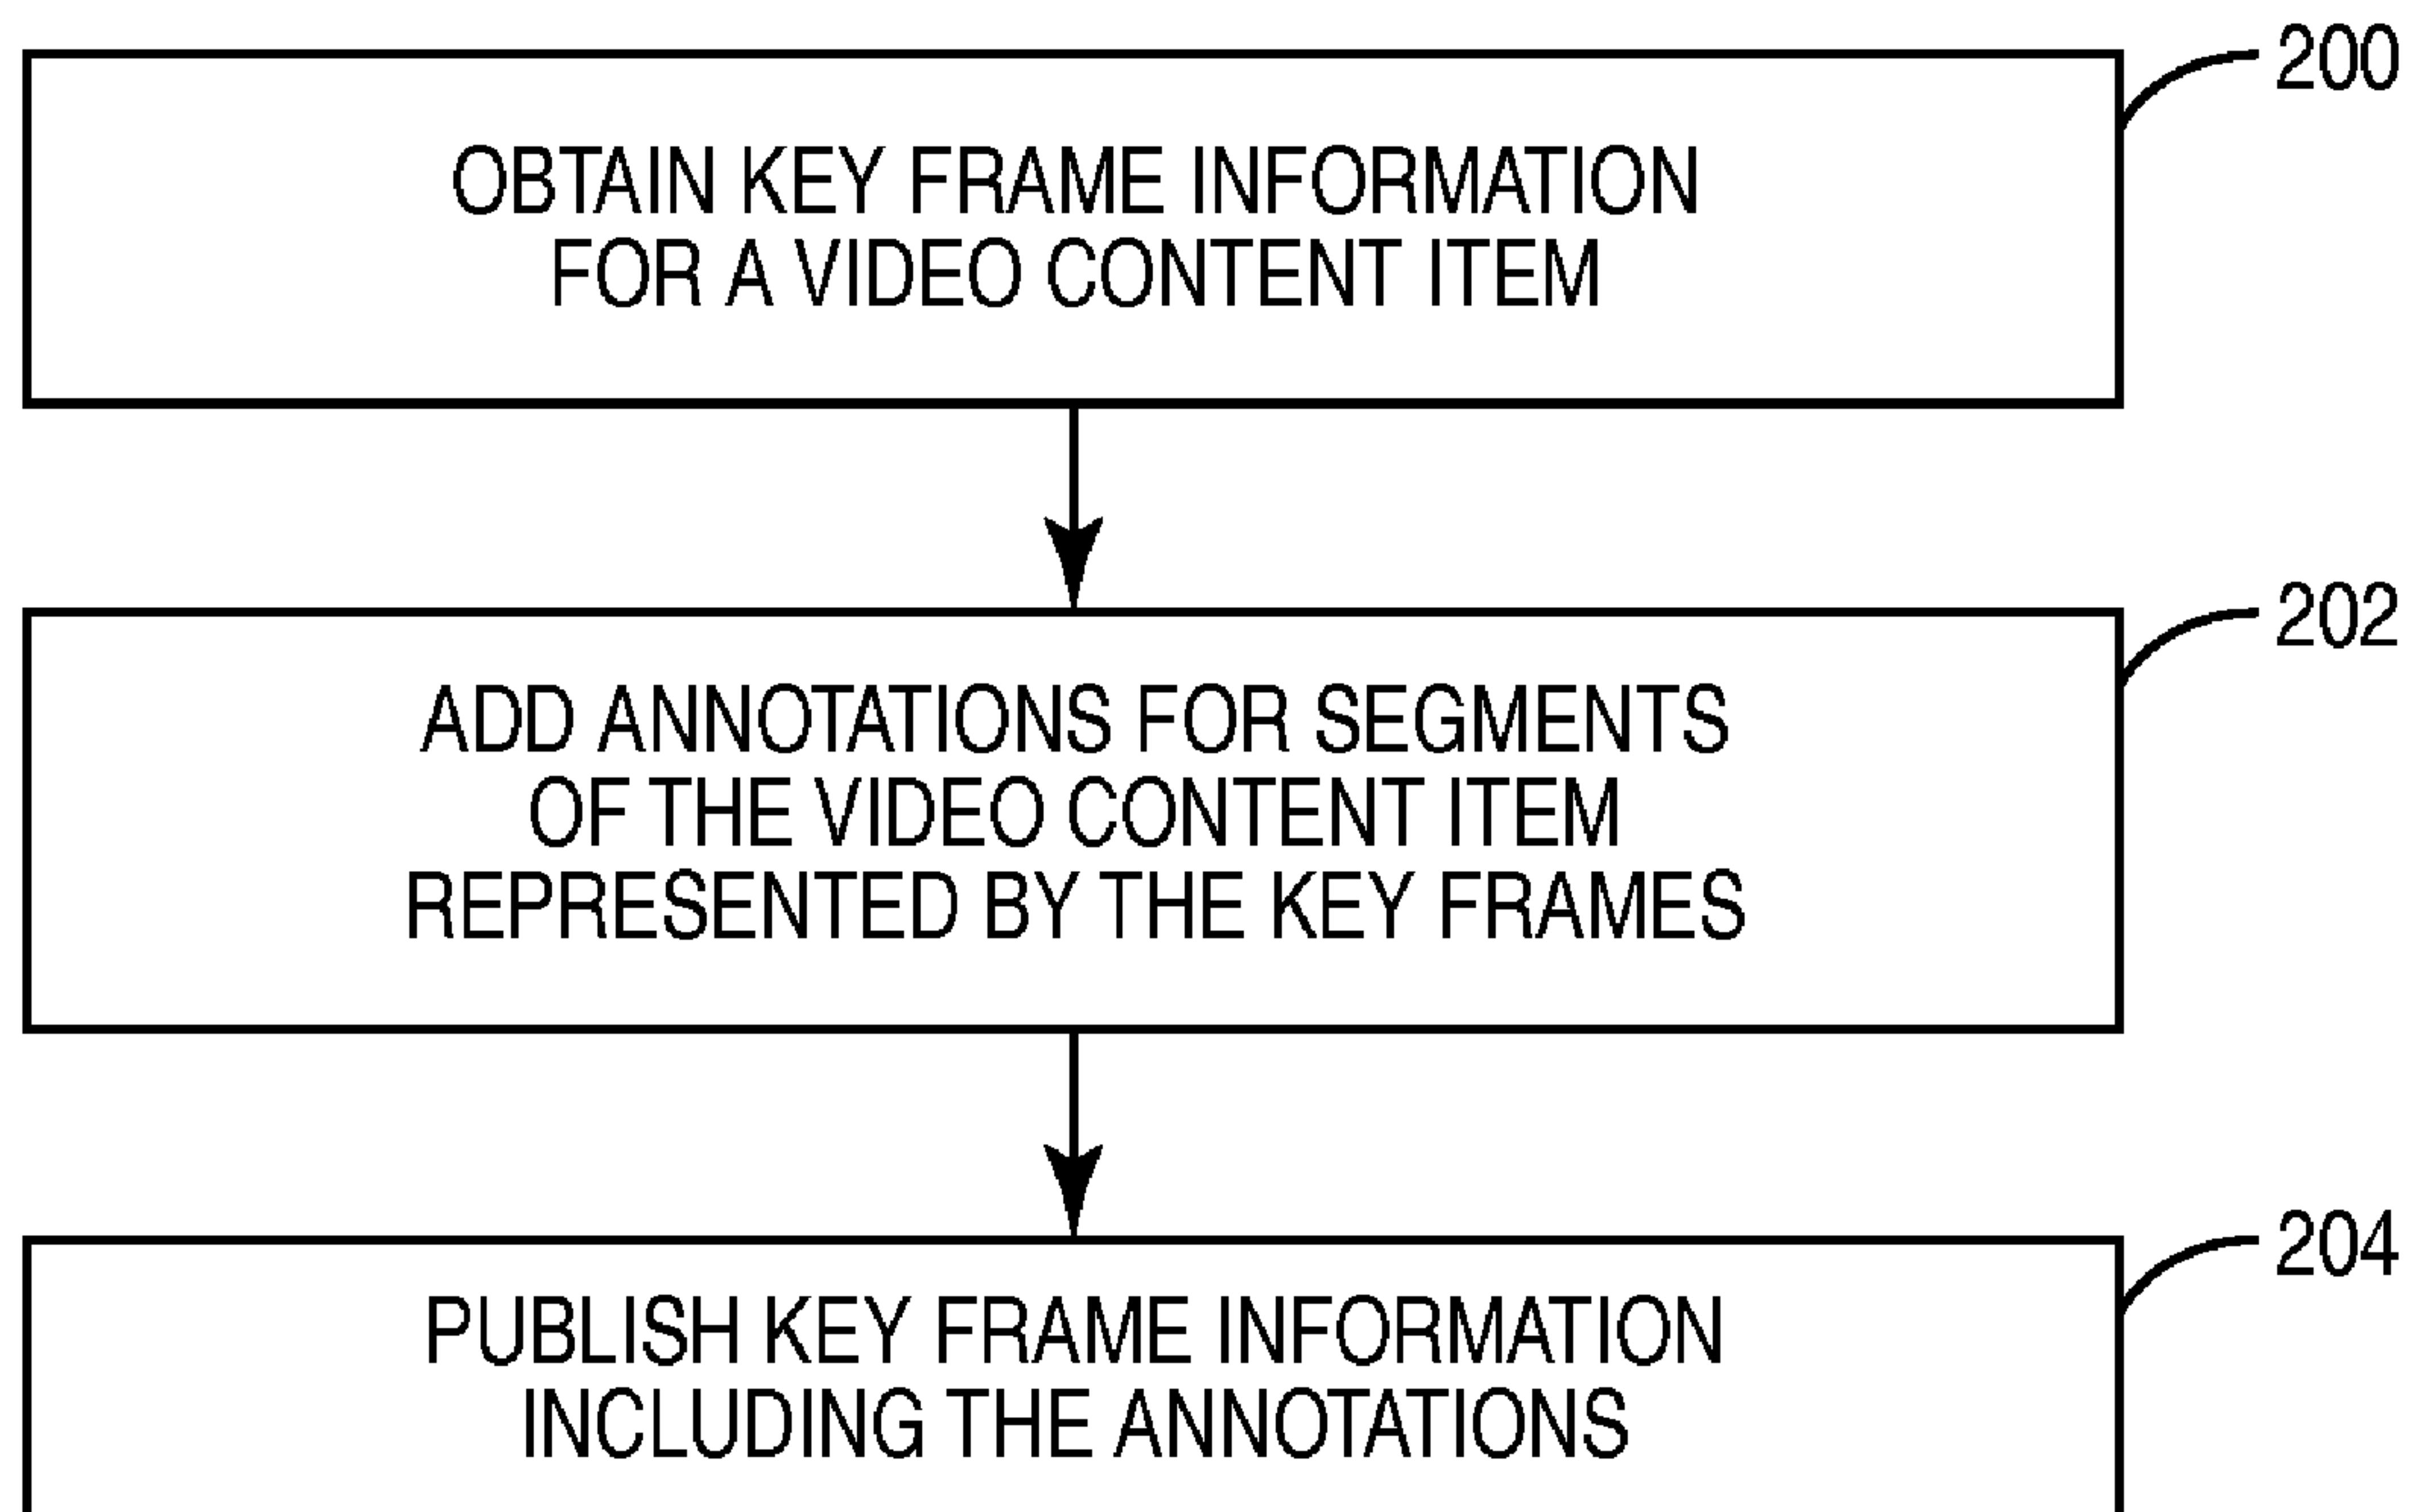 200
OBTAIN KEY FRAME INFORMATION
FOR A VIDEO CONTENT ITEM
202
ADD ANNOTATIONS FOR SEGMENTS
OF THE VIDEO CONTENT ITEM
REPRESENTED BY THE KEY FRAMES
204
PUBLISH KEY FRAME INFORMATION
INCLUDING THE ANNOTATIONS